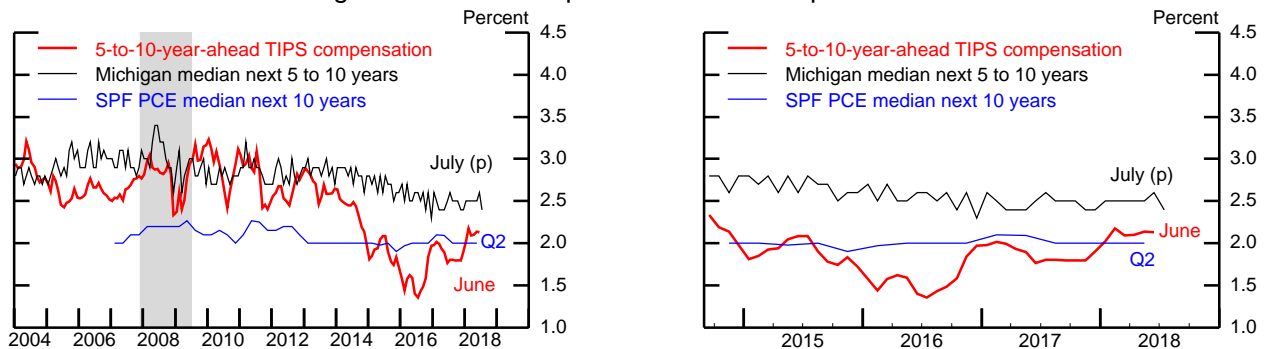 Percent
4.5
5-to-10-year-ahead TIPS compensation
Michigan median next 5 to 10 years
4.0
SPF PCE median next 10 years
3.5
July (p)
3.0
2.5
Q2
2.0
June
1.5
1.0
2004 2006 2008 2010 2012 2014 2016 2018
Percent
4.5
5-to-10-year-ahead TIPS compensation
Michigan median next 5 to 10 years
4.0
SPF PCE median next 10 years
3.5
July (p)
3.0
2.5
June
2.0
Q2
1.5
1.0
2015 2016 2017 2018